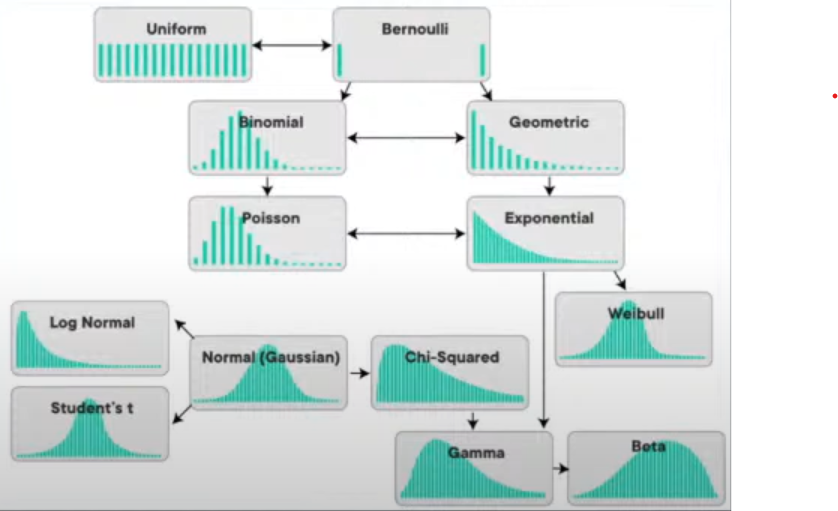 Uniform
Bernoulli
Binomial
Geometric
Poisson
Exponential
Log Normal
Weibull
Normal (Gaussian)
Chi-Squared
Student's t
Gamma
Beta